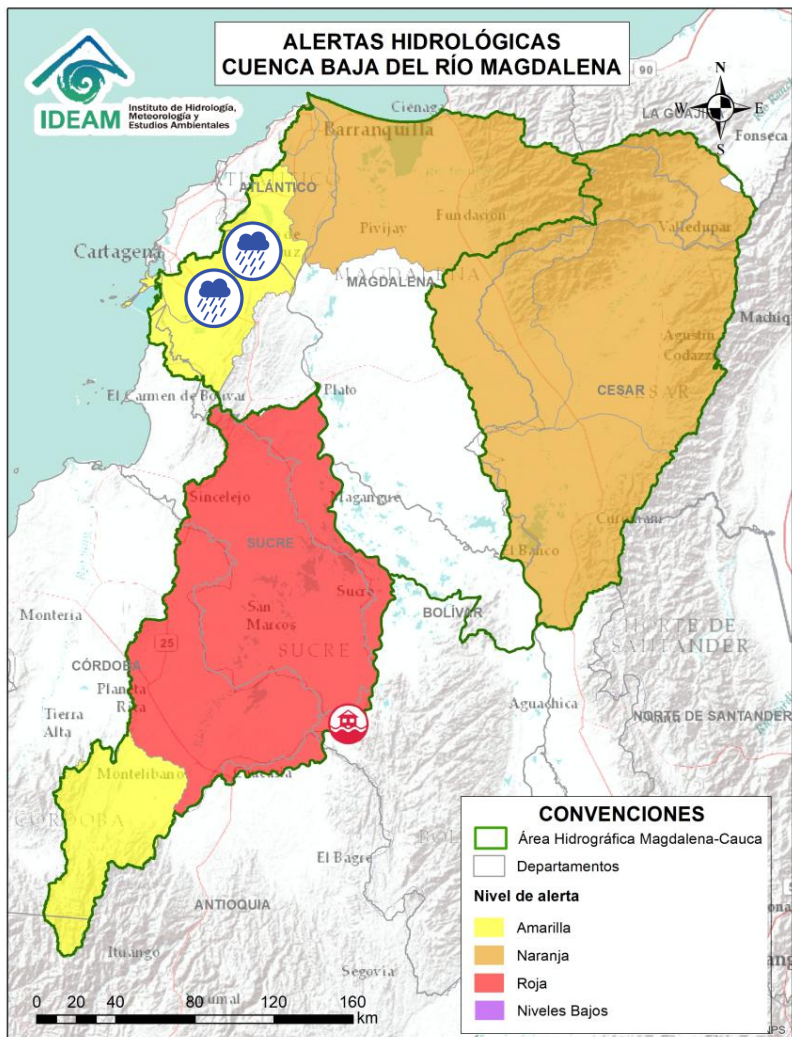 ALERTAS HIDROLÓGICAS
CUENCA BAJA DEL RÍO MAGDALENA
IDEAM
Instituto de Hidrología,
Meteorología y
Estudios Ambientales
90
N
W
E
S
Ciénaga
LA GUAJIRA
Fonseca
Barranquilla
ATLÁNTICO
Pivijay
Fundación
Valledupar
Cartagena
MAGDALENA
MAGDALENA
Agustín
Codazzi
CESAR
El Carmen de Bolívar
Plato
Sincelejo
Magangué
SUCRE
Curumaní
El Banco
Sucre
San
Marcos
BOLÍVAR
Montería
SUCRE
NORTE DE
SANTANDER
25
CÓRDOBA
Planeta
Rica
Tierra
Alta
Aguachica
NORTE DE SANTANDER
Montelíbano
Caucasia
El Bagre
ANTIOQUIA
Ituango
Segovia
CONVENCIONES
Área Hidrográfica Magdalena-Cauca
Departamentos
Nivel de alerta
Amarilla
Naranja
Roja
Niveles Bajos
0 20 40 80 120 160
km